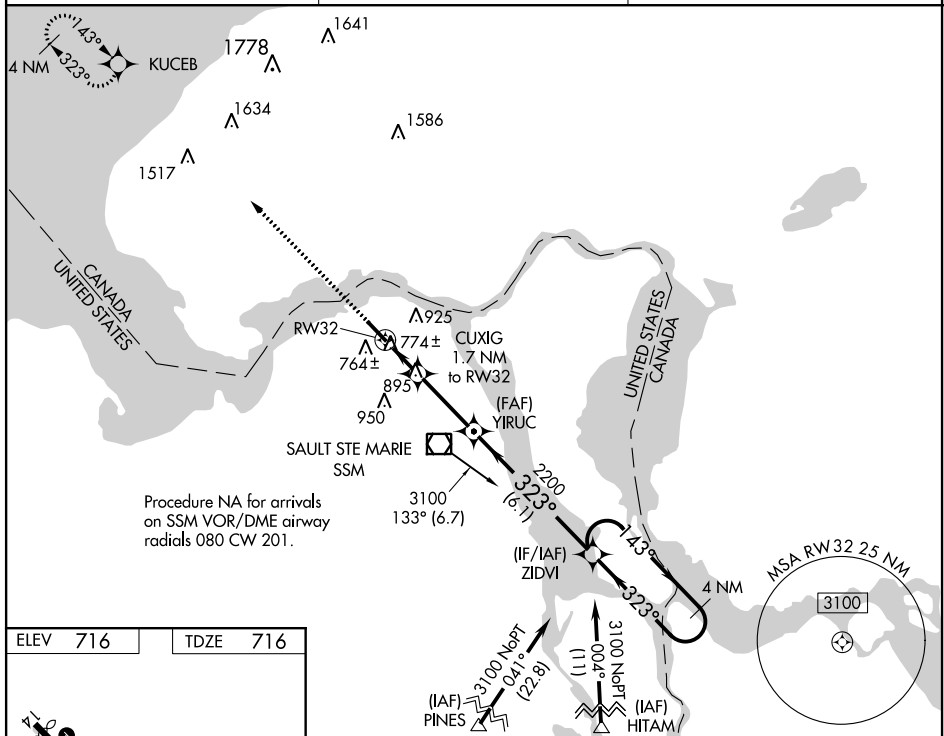 143°
323°
4 NM
KUCEB
1641
1778
1634
1586
1517
CANADA
UNITED STATES
UNITED STATES
CANADA
RW32
925
774±
764±
895
950
CUXIG
1.7 NM
to RW32
(FAF)
YIRUC
SAULT STE MARIE
SSM
3100
133° (6.7)
2200
323°
(6.1)
Procedure NA for arrivals
on SSM VOR/DME airway
radials 080 CW 201.
(IF/IAF)
ZIDVI
143°
323°
4 NM
MSA RW32 25 NM
3100
3100 NoPT
041°
(22.8)
(IAF)
PINES
3100 NoPT
004°
(11)
(IAF)
HITAM
ELEV 716
TDZE 716
14